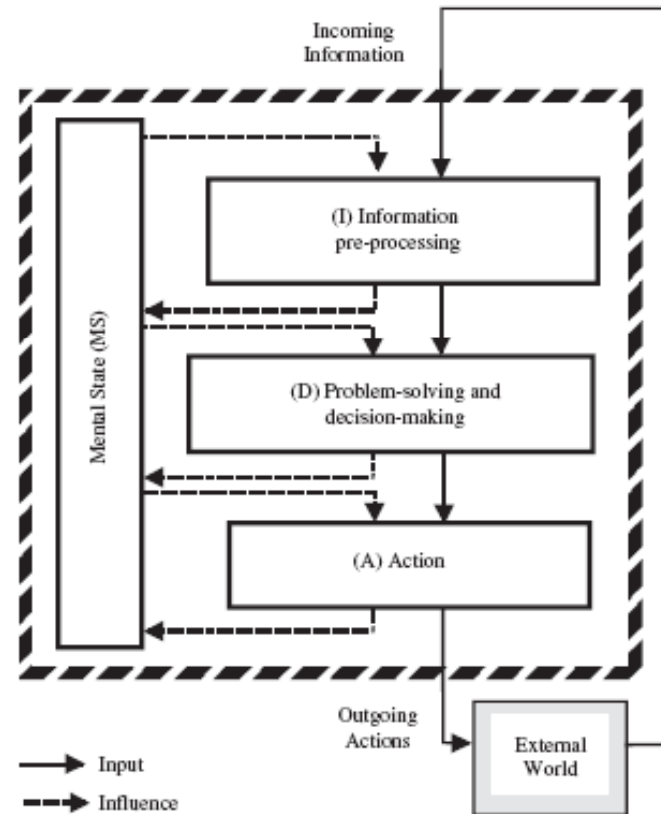 Incoming
Information
(I) Information
pre-processing
Mental State (MS)
(D) Problem-solving and
decision-making
(A) Action
Outgoing
Actions
External
World
Input
Influence